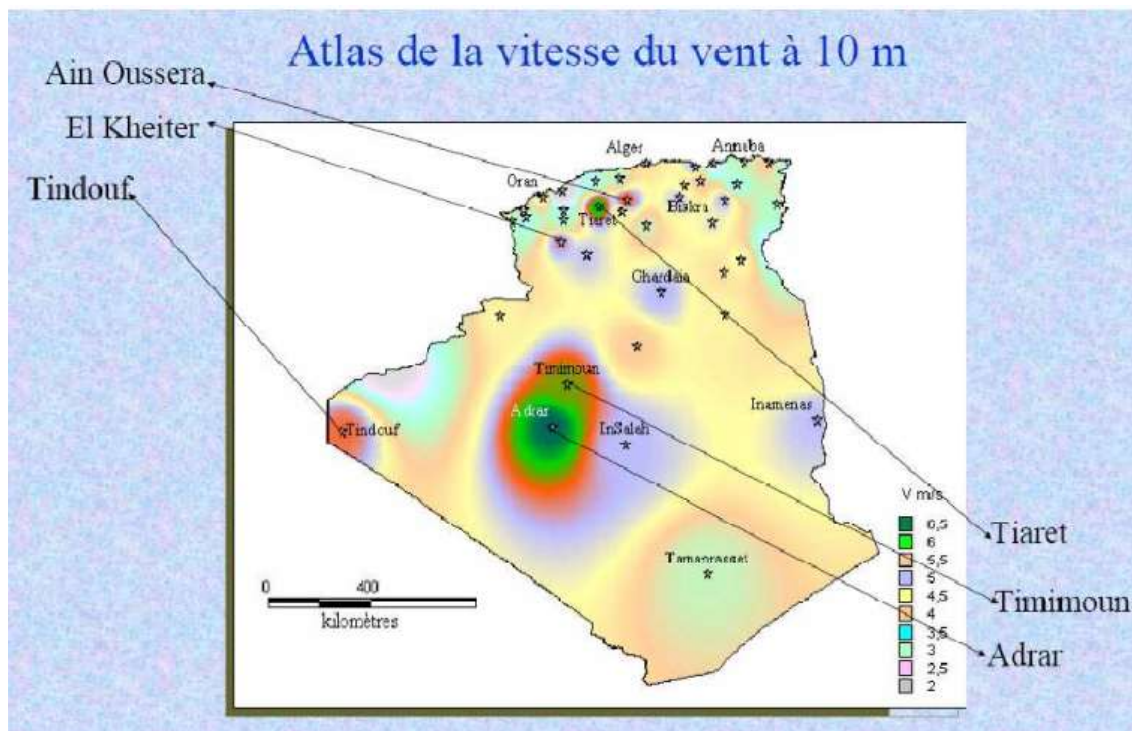 Atlas de la vitesse du vent à 10 m
Ain Oussera
El Kheiter
Tindouf
Alger
Annaba
Oran
Tiaret
Biskra
Ghardaia
Timimoun
Adrar
Tindouf
InSalah
Inamenas
Tamanrasset
0 400
kilomètres
V m/s
6,5
6
5,5
5
4,5
4
3,5
3
2,5
2
Tiaret
Timimoun
Adrar